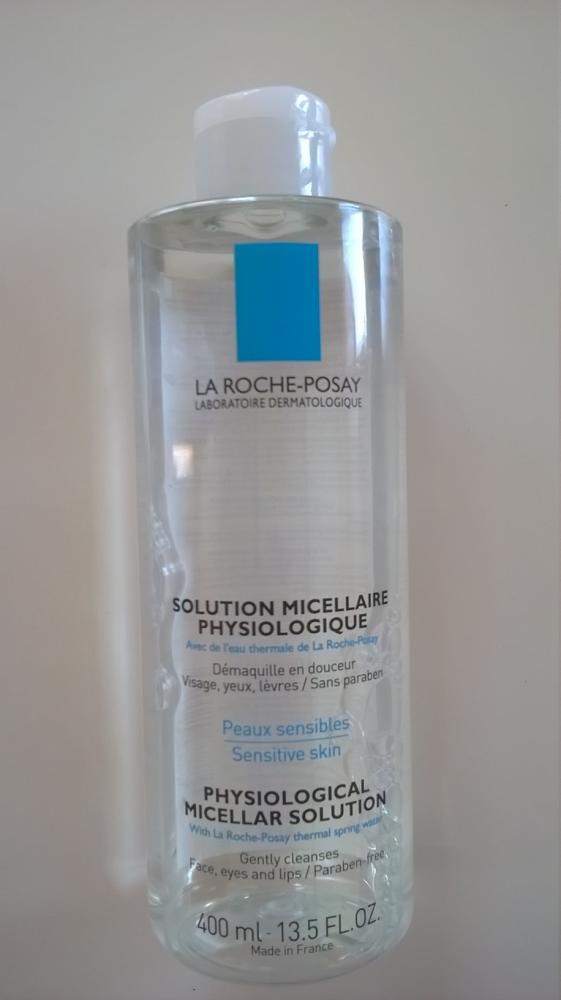 LA ROCHE-POSAY
LABORATOIRE DERMATOLOGIQUE
SOLUTION MICELLAIRE
PHYSIOLOGIQUE
Avec de l'eau thermale de La Roche-Posay
Démaquille en douceur
Visage, yeux, lèvres / Sans paraben
Peaux sensibles
Sensitive skin
PHYSIOLOGICAL
MICELLAR SOLUTION
With La Roche-Posay thermal spring water
Gently cleanses
Face, eyes and lips / Paraben-free
400 ml - 13.5 FL.OZ.
Made in France